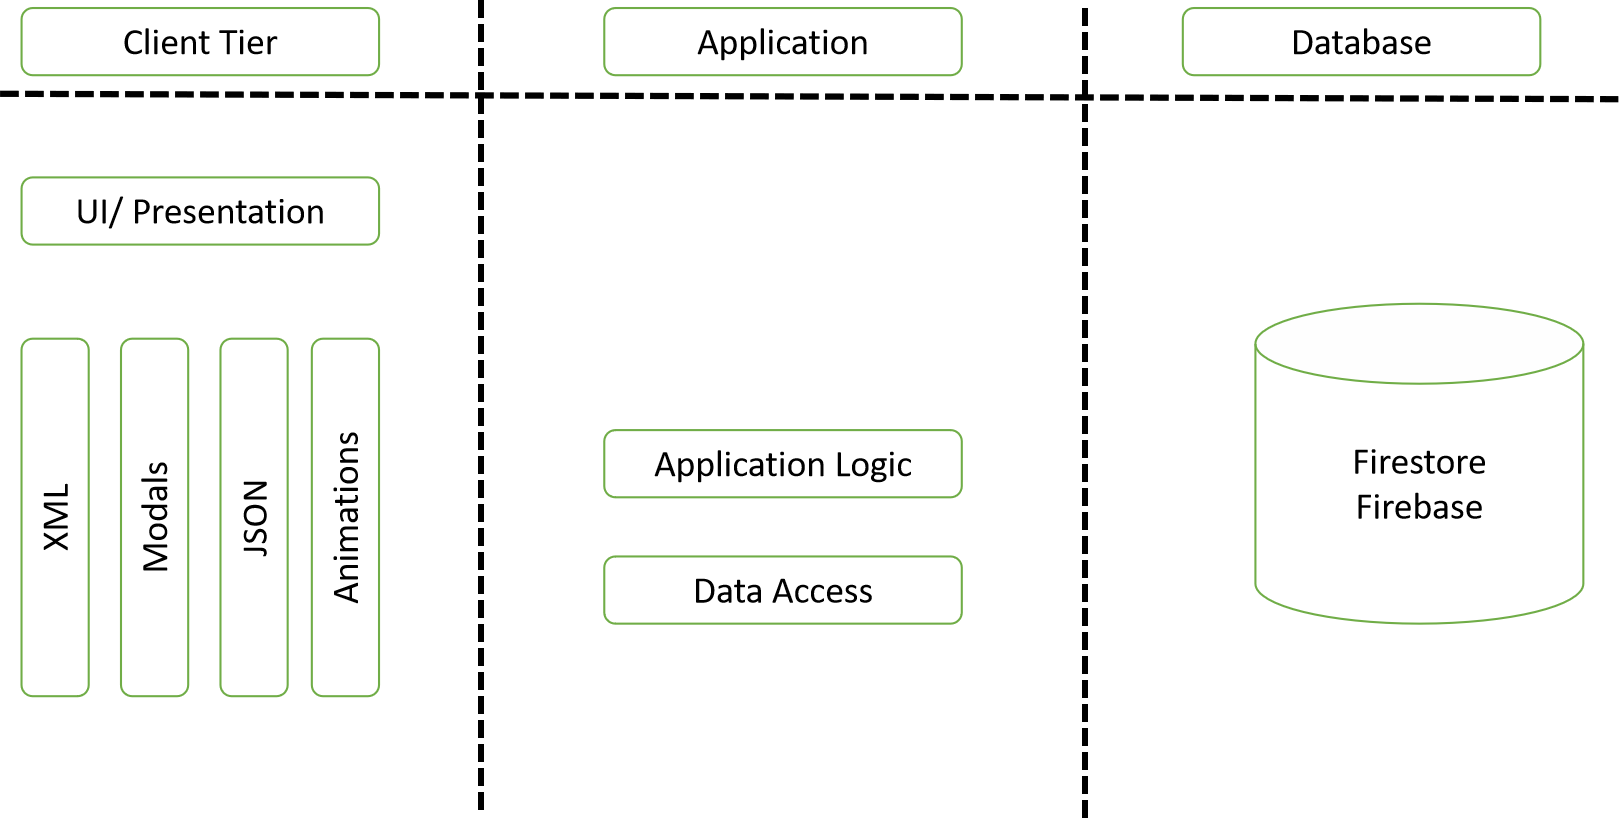 Client Tier
Application
Database
UI/ Presentation
XML
Modals
JSON
Animations
Application Logic
Data Access
Firestore
Firebase